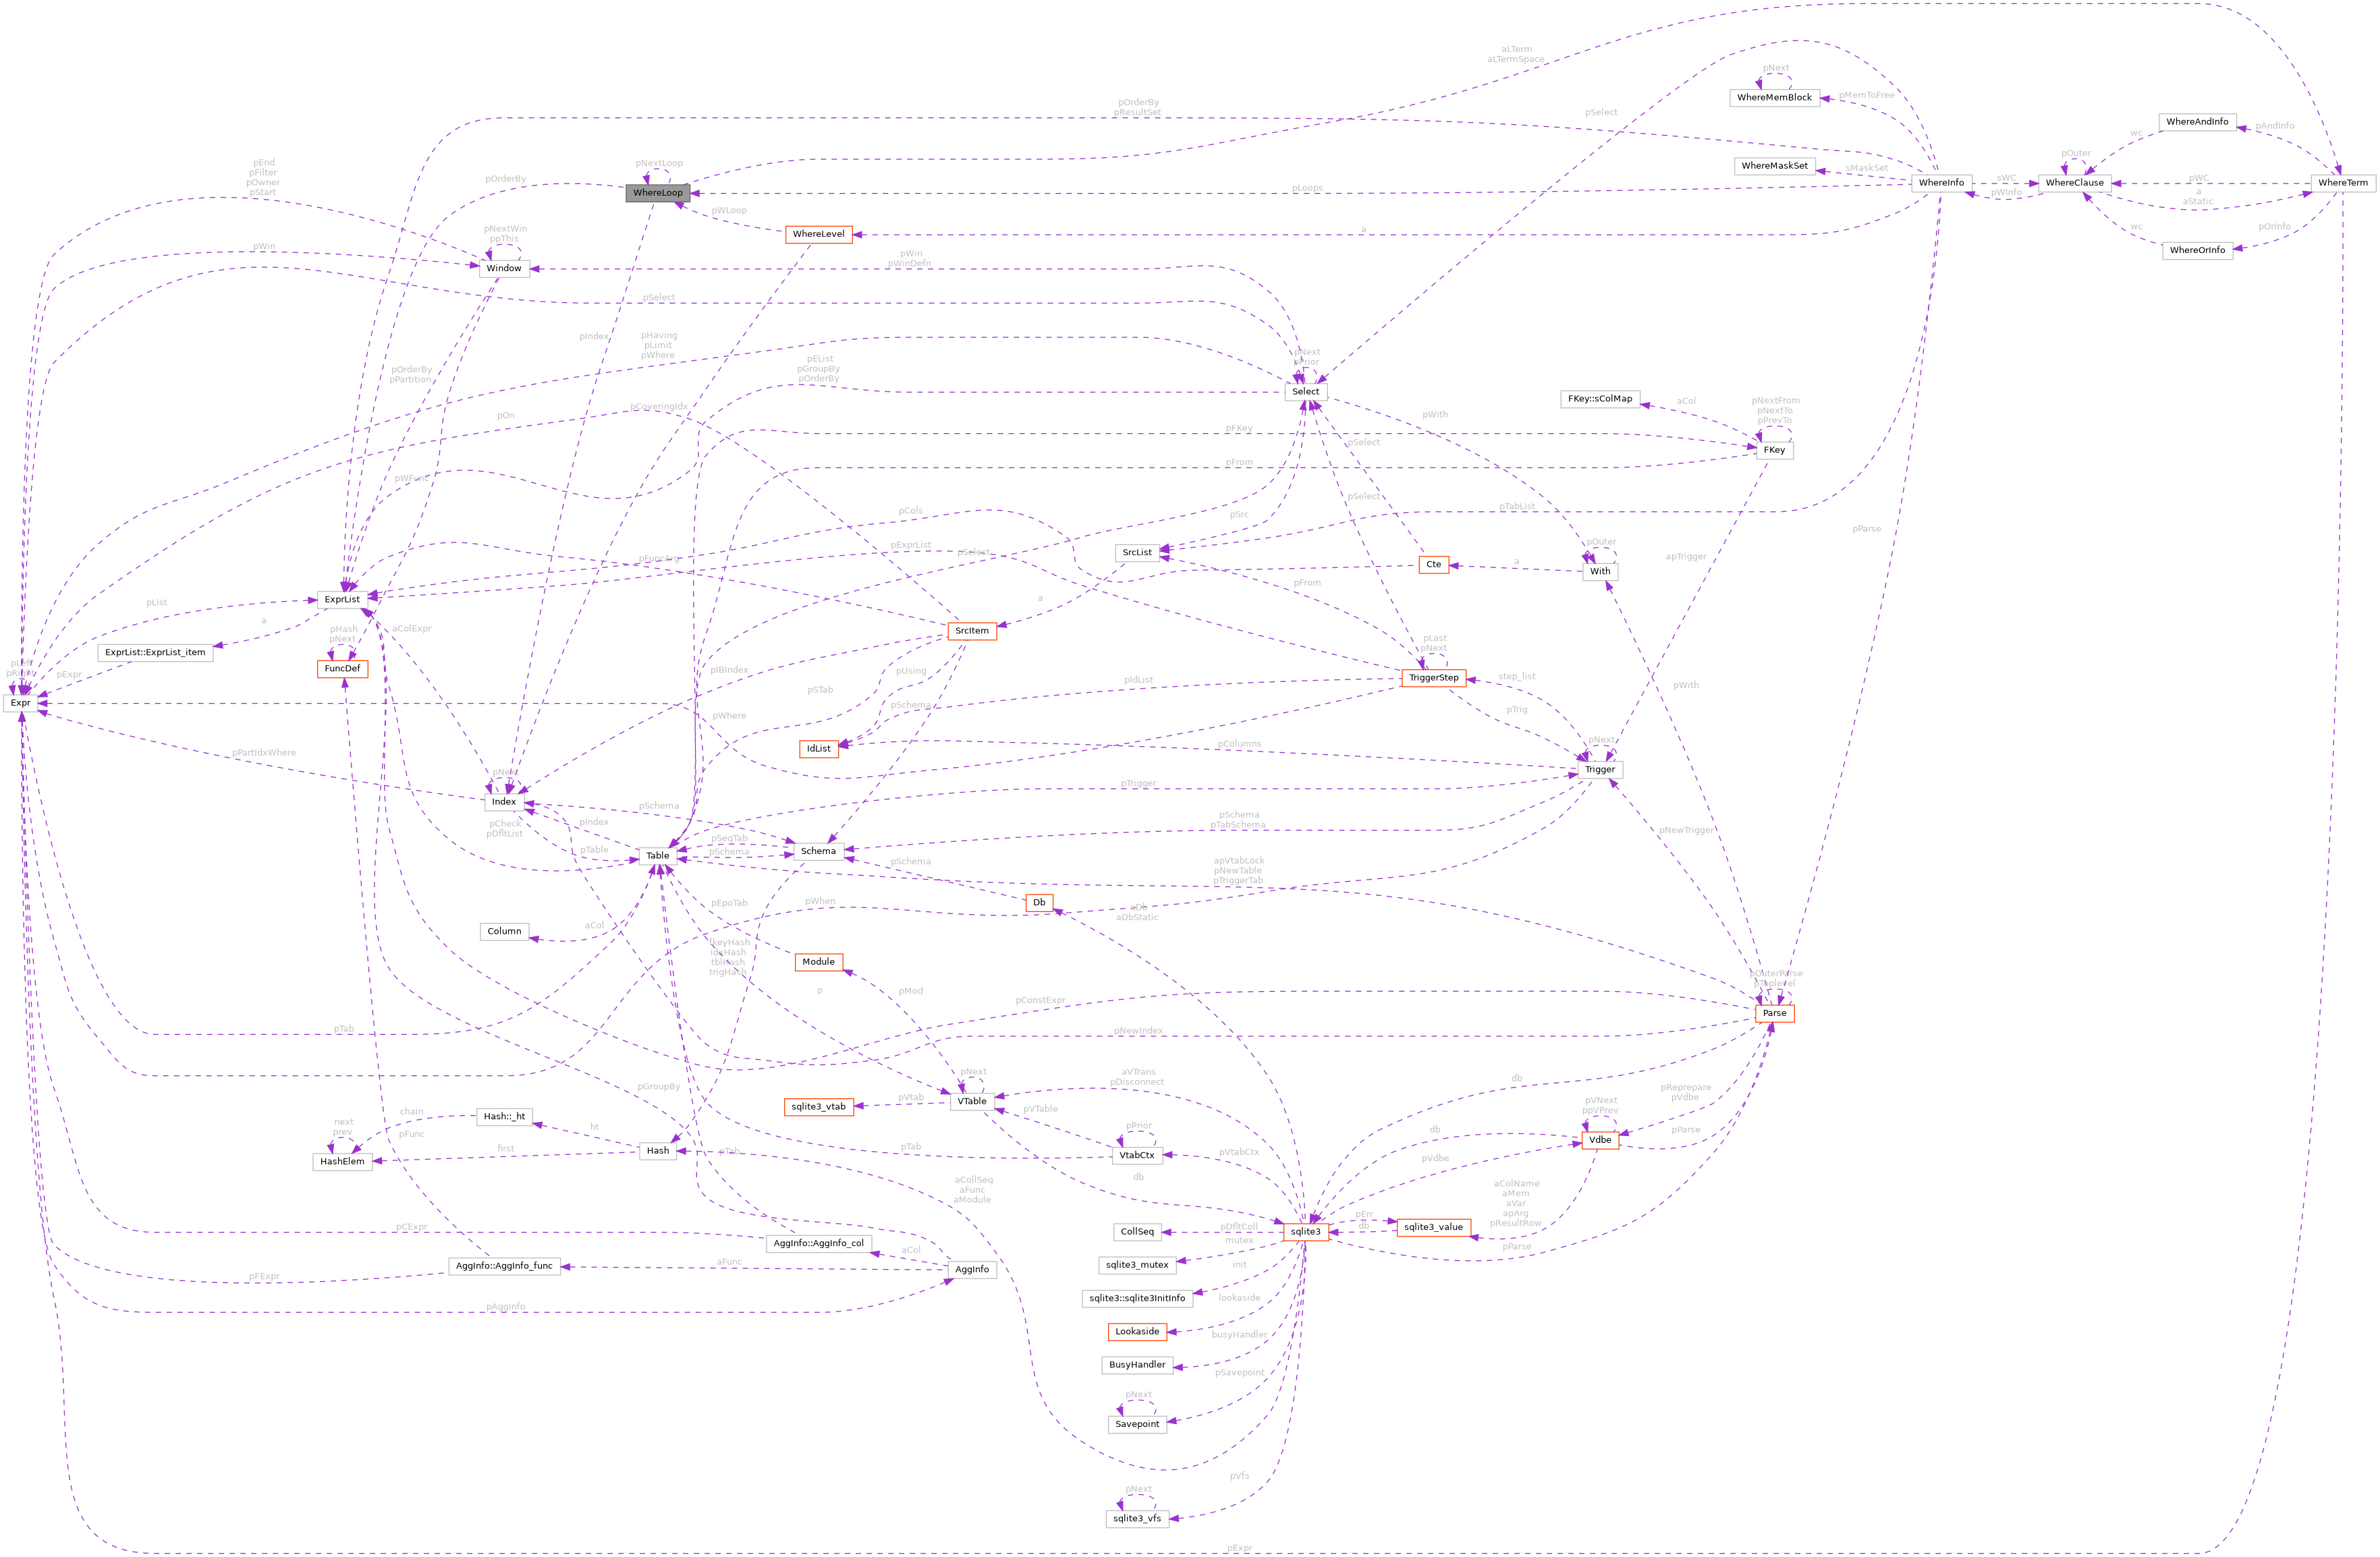 aLTerm
aLTermSpace
pNext
WhereMemBlock
pMemToFree
pOrderBy
pResultSet
pSelect
WhereAndInfo
pAndInfo
wc
pEnd
pFilter
pOwner
pStart
pNextLoop
pOrderBy
WhereLoop
WhereMaskSet
sMaskSet
pLoops
WhereInfo
sWC
pWInfo
pOuter
WhereClause
pWC
a
aStatic
WhereTerm
pWLoop
WhereLevel
a
wc
pOrInfo
WhereOrInfo
pNextWin
ppThis
pWin
Window
pWin
pWinDefn
pSelect
pIndex
pHaving
pLimit
pWhere
pEList
pGroupBy
pOrderBy
pNext
pPrior
Select
pOrderBy
pPartition
pCoveringIdx
pOn
pWith
FKey::sColMap
aCol
pNextFrom
pNextTo
pPrevTo
FKey
pFKey
pSelect
pFrom
pWFunc
pSelect
pTabList
pCols
pSrc
pParse
pExprList
pSelect
pFuncArg
SrcList
Cte
a
pOuter
With
apTrigger
pFrom
pList
ExprList
a
aColExpr
a
SrcItem
pHash
pNext
ExprList::ExprList_item
FuncDef
pLeft
pRight
pExpr
Expr
pIBIndex
pUsing
pLast
pNext
TriggerStep
step_list
pIdList
pSTab
pSchema
pWhere
pTrig
pWith
pPartIdxWhere
IdList
pColumns
pNext
Trigger
pNext
Index
pSchema
pTrigger
pCheck
pDfltList
pIndex
pTable
Table
pSeqTab
pSchema
Schema
pSchema
pTabSchema
pNewTrigger
pSchema
apVtabLock
pNewTable
pTriggerTab
pEpoTab
pWhen
Db
aDb
aDbStatic
Column
aCol
fkeyHash
idxHash
tblHash
trigHash
Module
p
pMod
pOuterParse
pToplevel
Parse
pTab
pConstExpr
pNewIndex
pNext
VTable
pVtab
sqlite3_vtab
aVTrans
pDisconnect
db
pReprepare
pVdbe
pGroupBy
Hash::_ht
chain
pFunc
ht
next
prev
HashElem
first
Hash
pTab
pTab
pVTable
pPrior
VtabCtx
pVtabCtx
db
pVdbe
pVNext
ppVPrev
Vdbe
pParse
db
aCollSeq
aFunc
aModule
aColName
aMem
aVar
apArg
pResultRow
pCExpr
AggInfo::AggInfo_col
aCol
CollSeq
pDfltColl
sqlite3
pErr
db
sqlite3_value
mutex
sqlite3_mutex
pParse
pFExpr
AggInfo::AggInfo_func
aFunc
AggInfo
init
sqlite3::sqlite3InitInfo
pAggInfo
lookaside
Lookaside
busyHandler
BusyHandler
pSavepoint
pNext
Savepoint
pVfs
pNext
sqlite3_vfs
pExpr